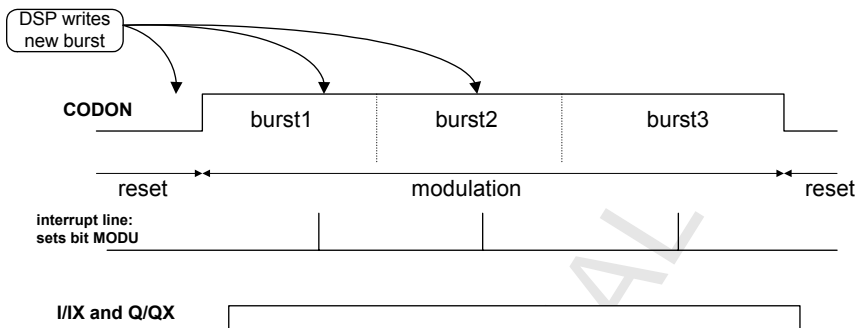 DSP writes
new burst
CODON
burst1
burst2
burst3
reset
modulation
reset
interrupt line:
sets bit MODU
I/IX and Q/QX
AL